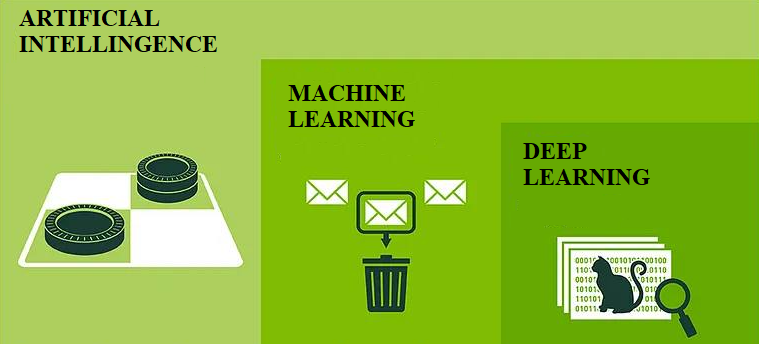 ARTIFICIAL
INTELLINGENCE
MACHINE
LEARNING
DEEP
LEARNING